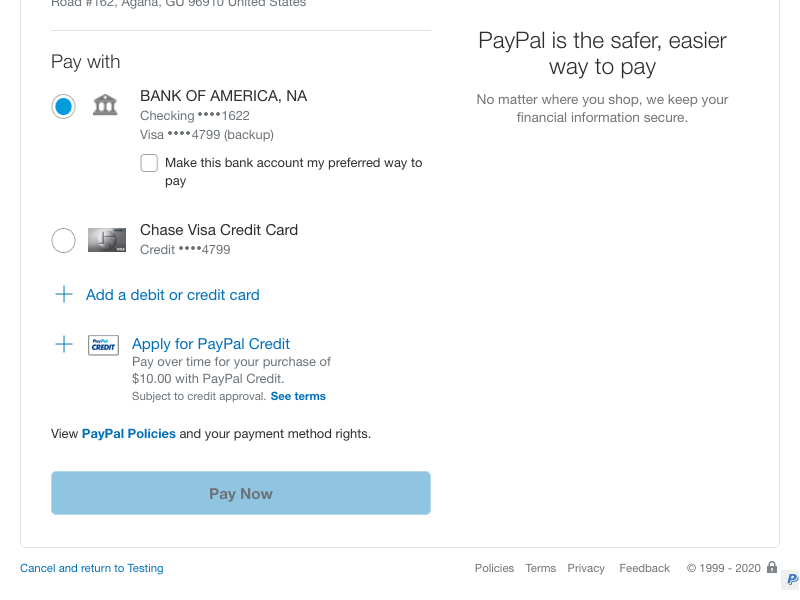 Road #162, Agana, GU 96910 United States
Pay with
BANK OF AMERICA, NA
Checking ••••1622
Visa ••••4799 (backup)
Make this bank account my preferred way to
pay
Chase Visa Credit Card
Credit ••••4799
Add a debit or credit card
PayPal
CREDIT
Apply for PayPal Credit
Pay over time for your purchase of
$10.00 with PayPal Credit.
Subject to credit approval. See terms
View PayPal Policies and your payment method rights.
Pay Now
PayPal is the safer, easier
way to pay
No matter where you shop, we keep your
financial information secure.
Cancel and return to Testing
Policies Terms Privacy Feedback © 1999 - 2020